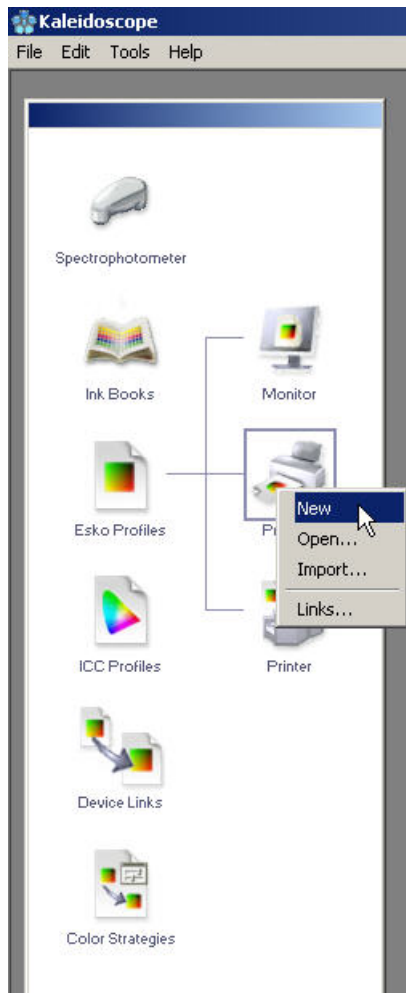 Kaleidoscope
File Edit Tools Help
Spectrophotometer
Ink Books
Monitor
Esko Profiles
New
Open...
Import...
Links...
ICC Profiles
Printer
Device Links
Color Strategies